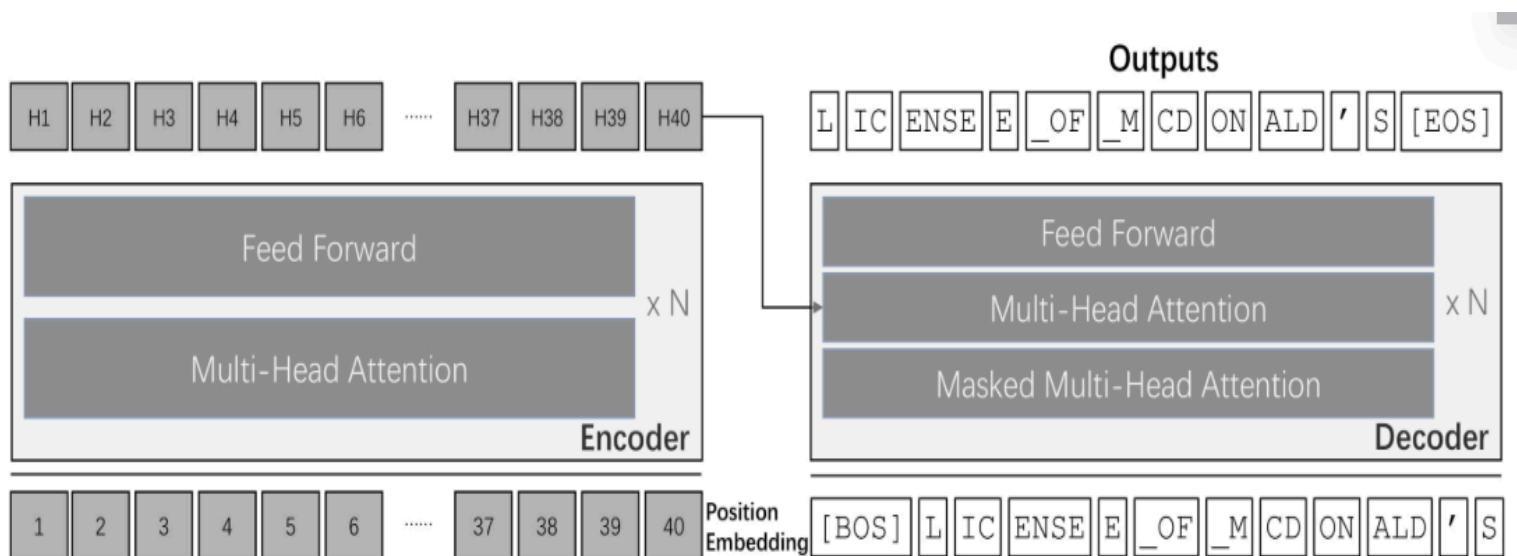 Outputs
H1 H2 H3 H4 H5 H6 ...... H37 H38 H39 H40
L IC ENSE E _OF _M CD ON ALD ' S [EOS]
Feed Forward
Multi-Head Attention
x N
Encoder
Feed Forward
Multi-Head Attention
Masked Multi-Head Attention
x N
Decoder
1 2 3 4 5 6 ...... 37 38 39 40
Position
Embedding
[BOS] L IC ENSE E _OF _M CD ON ALD ' S